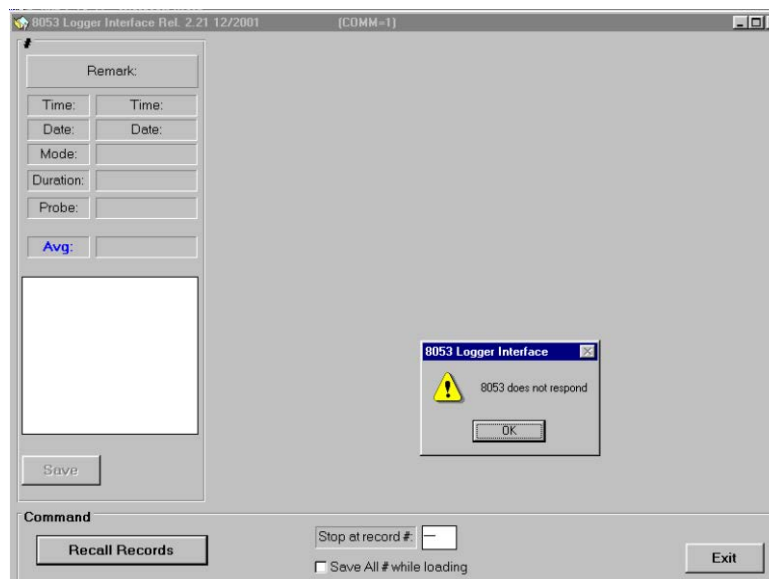 8053 Logger Interface Rel. 2.21 12/2001 (COMM=1)
#
Remark:
Time: Time:
Date: Date:
Mode:
Duration:
Probe:
Avg:
8053 Logger Interface
8053 does not respond
OK
Save
Command
Recall Records
Stop at record #: —
Save All # while loading
Exit